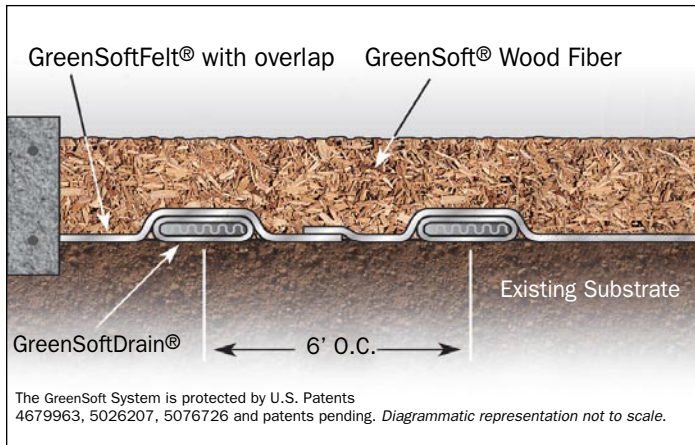 GreenSoftFelt® with overlap
GreenSoft® Wood Fiber
Existing Substrate
GreenSoftDrain®
6’ O.C.
The GreenSoft System is protected by U.S. Patents
4679963, 5026207, 5076726 and patents pending. Diagrammatic representation not to scale.